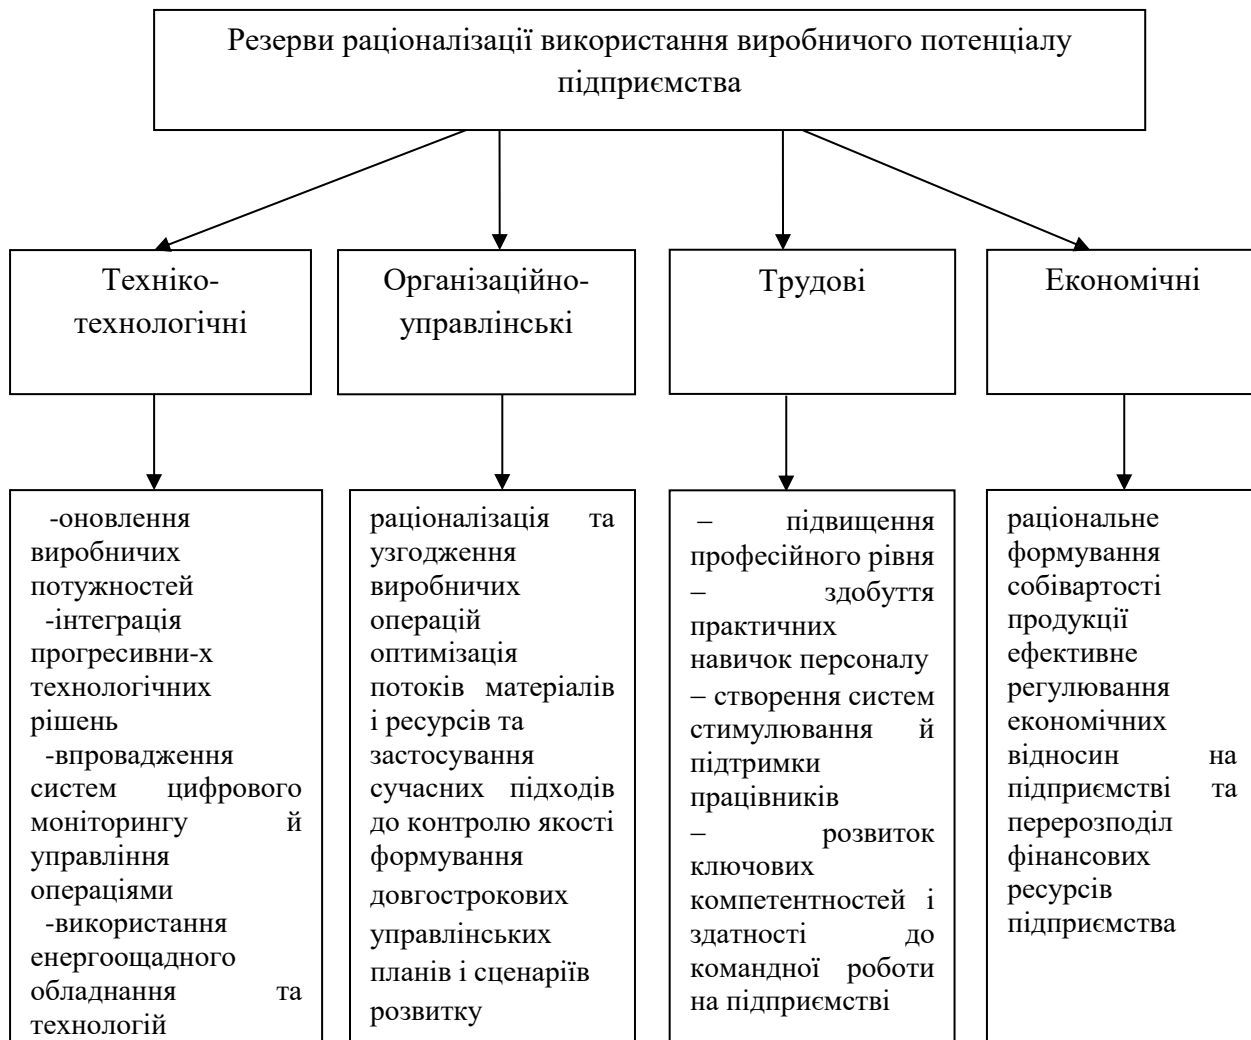 Резерви раціоналізації використання виробничого потенціалу
підприємства
Техніко-
технологічні
Організаційно-
управлінські
Трудові
Економічні
-оновлення
виробничих
потужностей
-інтеграція
прогресивни-х
технологічних
рішень
-впровадження
систем цифрового
моніторингу й
управління
операціями
-використання
енергоощадного
обладнання та
технологій
раціоналізація та
узгодження
виробничих
операцій
оптимізація
потоків матеріалів
і ресурсів та
застосування
сучасних підходів
до контролю якості
формування
довгострокових
управлінських
планів і сценаріїв
розвитку
– підвищення
професійного рівня
– здобуття
практичних
навичок персоналу
– створення систем
стимулювання й
підтримки
працівників
– розвиток
ключових
компетентностей і
здатності до
командної роботи
на підприємстві
раціональне
формування
собівартості
продукції
ефективне
регулювання
економічних
відносин на
підприємстві та
перерозподіл
фінансових
ресурсів
підприємства